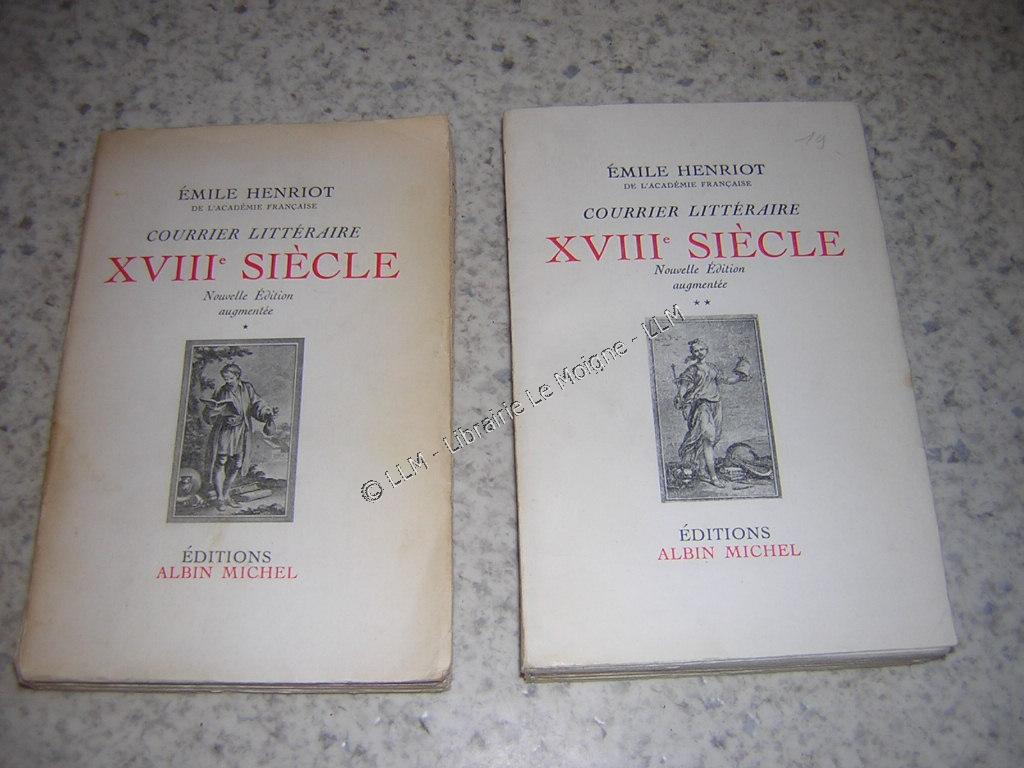 ÉMILE HENRIOT
DE L'ACADÉMIE FRANÇAISE
COURRIER LITTÉRAIRE
XVIIIe SIÈCLE
Nouvelle Édition
augmentée
*
ÉDITIONS
ALBIN MICHEL
19
ÉMILE HENRIOT
DE L'ACADÉMIE FRANÇAISE
COURRIER LITTÉRAIRE
XVIIIe SIÈCLE
Nouvelle Édition
augmentée
**
ÉDITIONS
ALBIN MICHEL
© LLM - Librairie Le Moigne - LLM